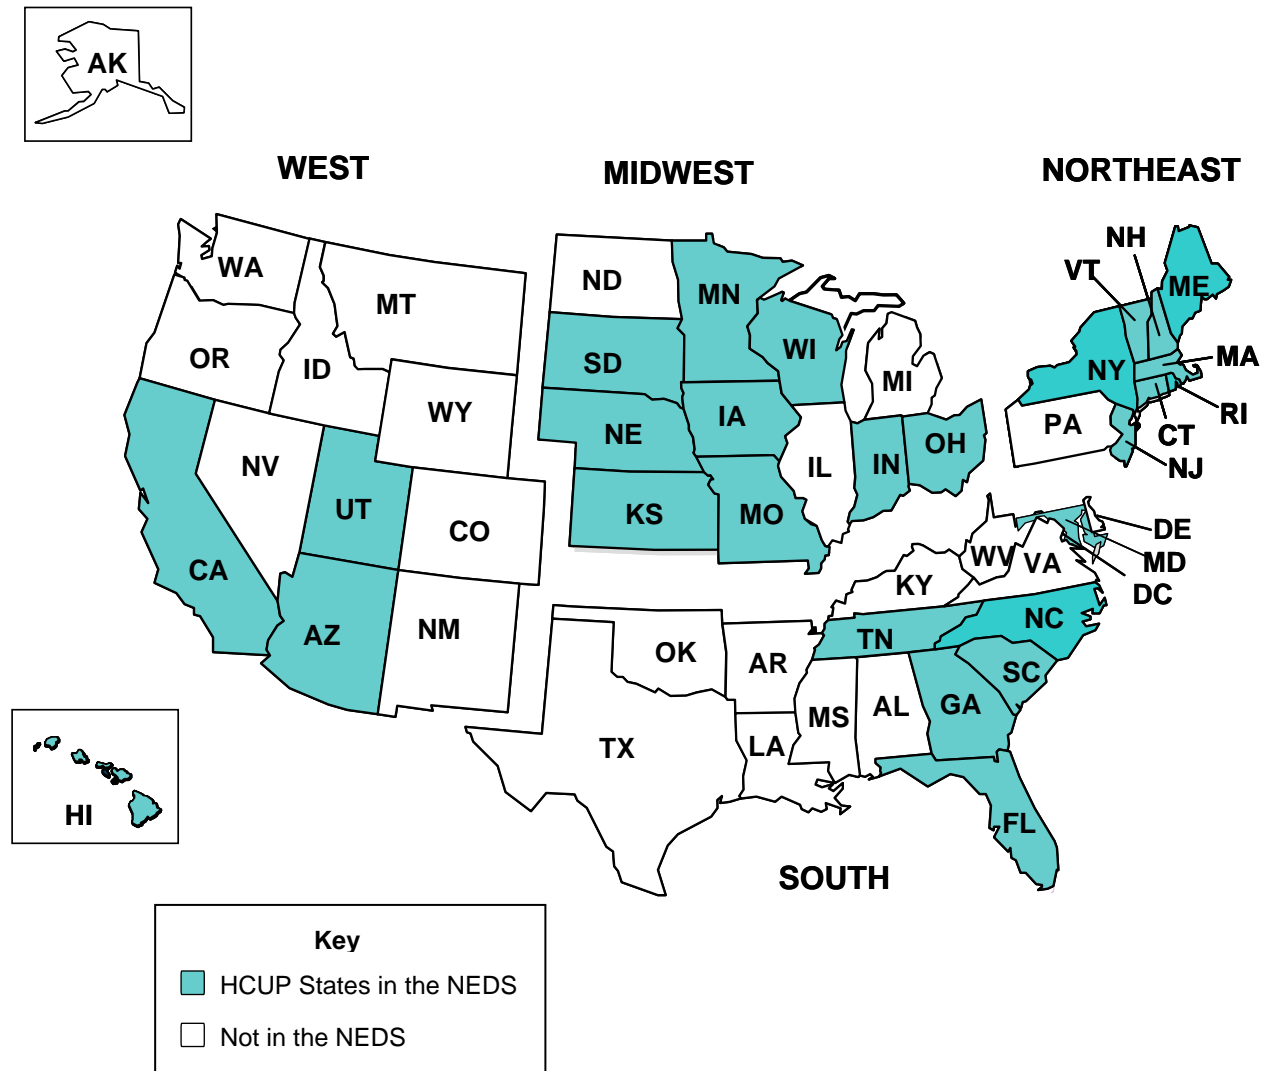 AK
WEST
MIDWEST
NORTHEAST
NH
VT
ME
WA
ND
MN
MT
OR
ID
WY
SD
WI
MI
NY
MA
RI
CT
NJ
PA
NV
UT
CO
NE
IA
IL
IN
OH
KS
MO
CA
AZ
NM
WV
VA
DE
MD
DC
KY
NC
TN
OK
AR
SC
MS
AL
GA
TX
LA
FL
HI
SOUTH
Key
HCUP States in the NEDS
Not in the NEDS